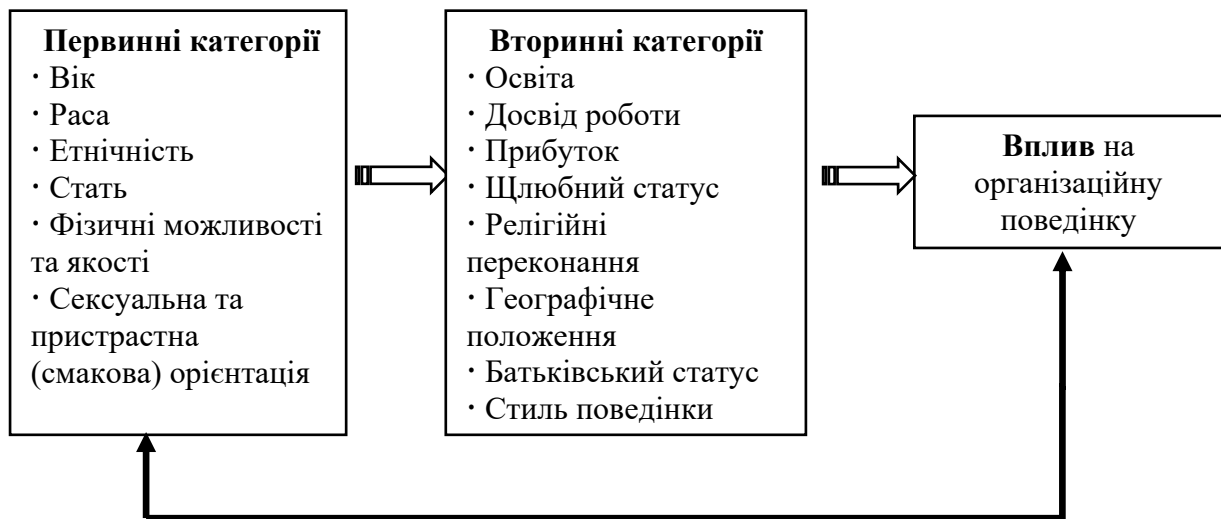 Первинні категорії
· Вік
· Раса
· Етнічність
· Стать
· Фізичні можливості
та якості
· Сексуальна та
пристрастна
(смакова) орієнтація
Вторинні категорії
· Освіта
· Досвід роботи
· Прибуток
· Щлюбний статус
· Релігійні
переконання
· Географічне
положення
· Батьківський статус
· Стиль поведінки
Вплив на
організаційну
поведінку